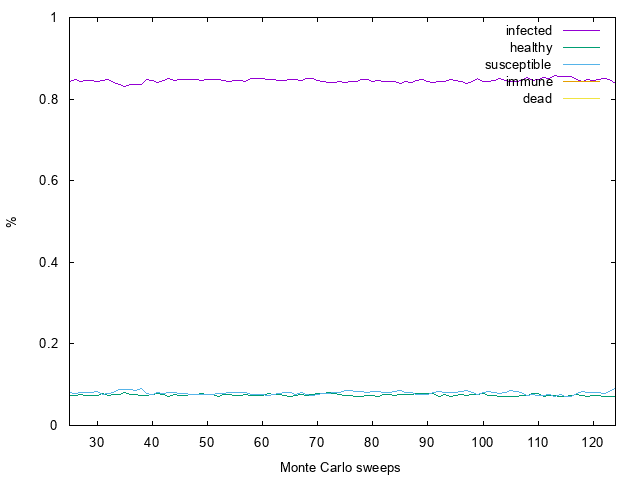 1
0.8
0.6
0.4
0.2
0
%
infected
healthy
susceptible
immune
dead
30 40 50 60 70 80 90 100 110 120
Monte Carlo sweeps